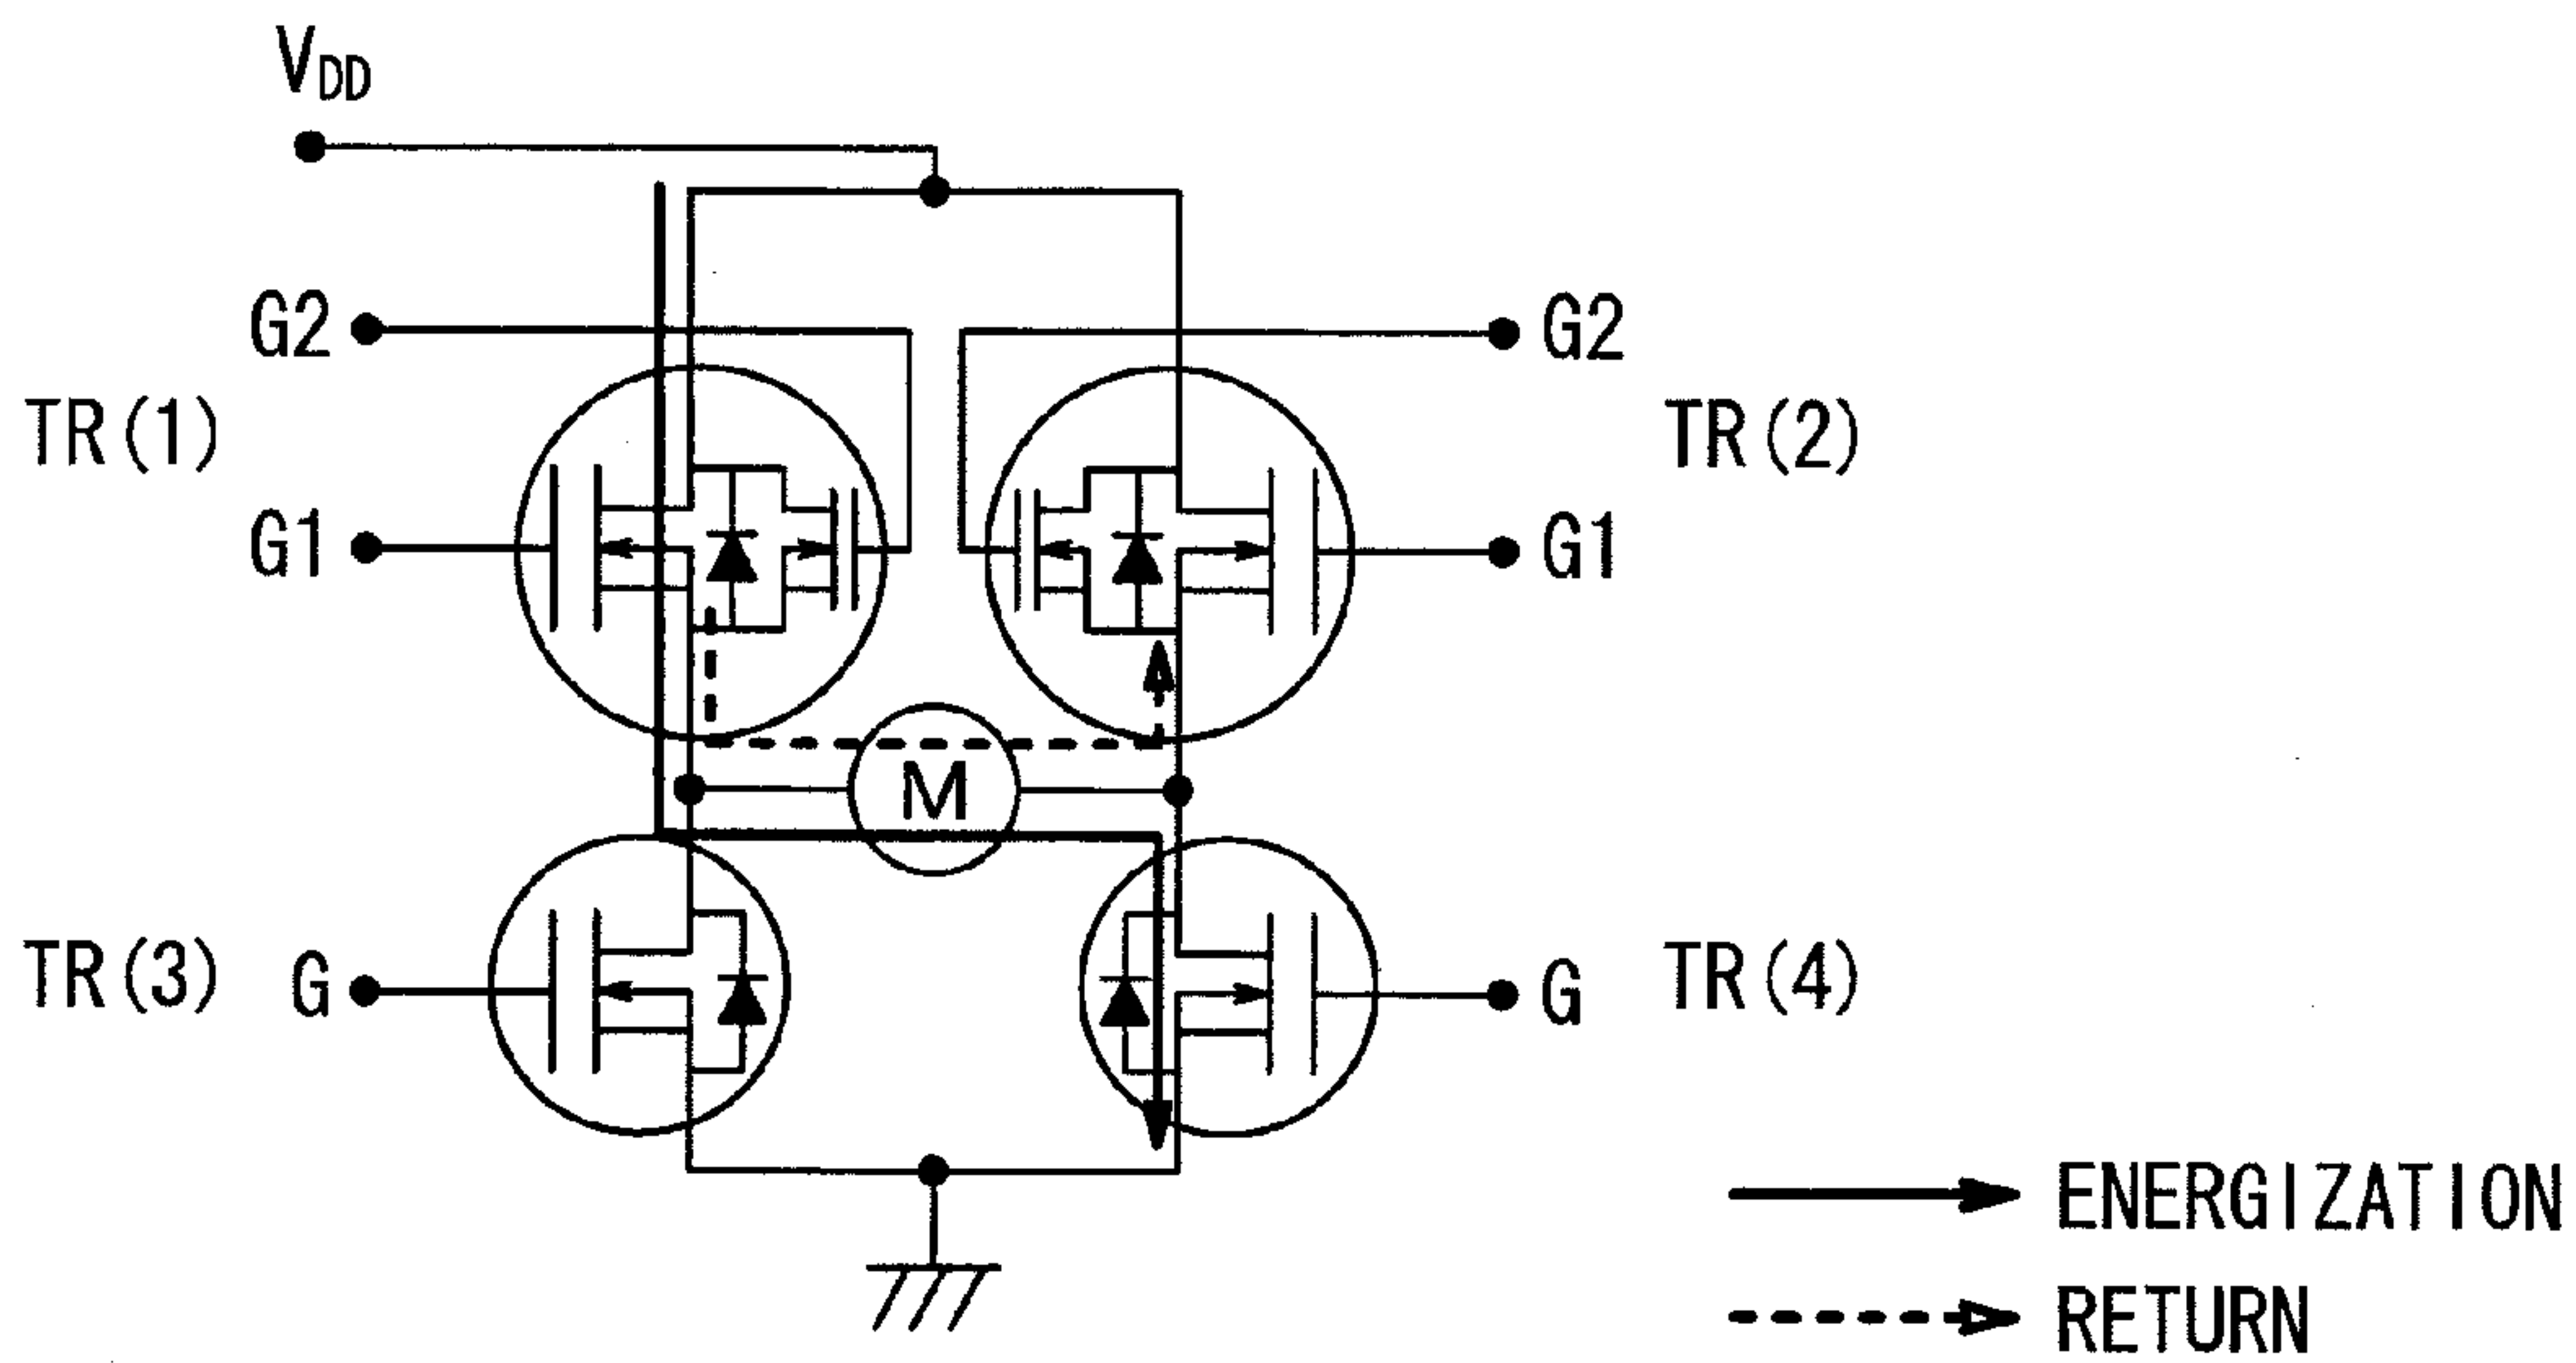 VDD
G2 G2
TR(1) TR(2)
G1 G1
M
TR(3) G G TR(4)
ENERGIZATION
RETURN